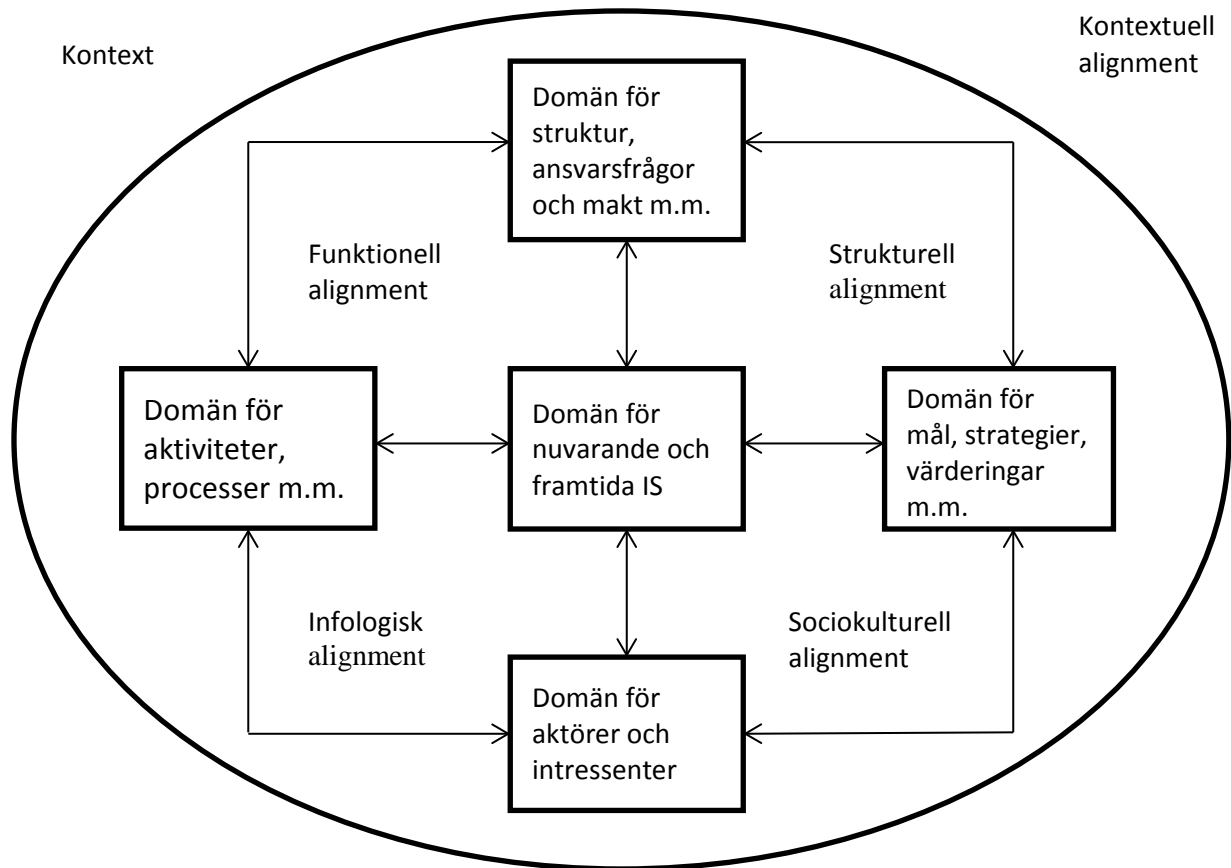 Kontext
Kontextuell
alignment
Domän för
struktur,
ansvarsfrågor
och makt m.m.
Funktionell
alignment
Strukturell
alignment
Domän för
aktiviteter,
processer m.m.
Domän för
nuvarande och
framtida IS
Domän för
mål, strategier,
värderingar
m.m.
Infologisk
alignment
Sociokulturell
alignment
Domän för
aktörer och
intressenter